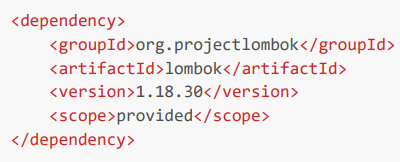 <dependency>
    <groupId>org.projectlombok</groupId>
    <artifactId>lombok</artifactId>
    <version>1.18.30</version>
    <scope>provided</scope>
</dependency>